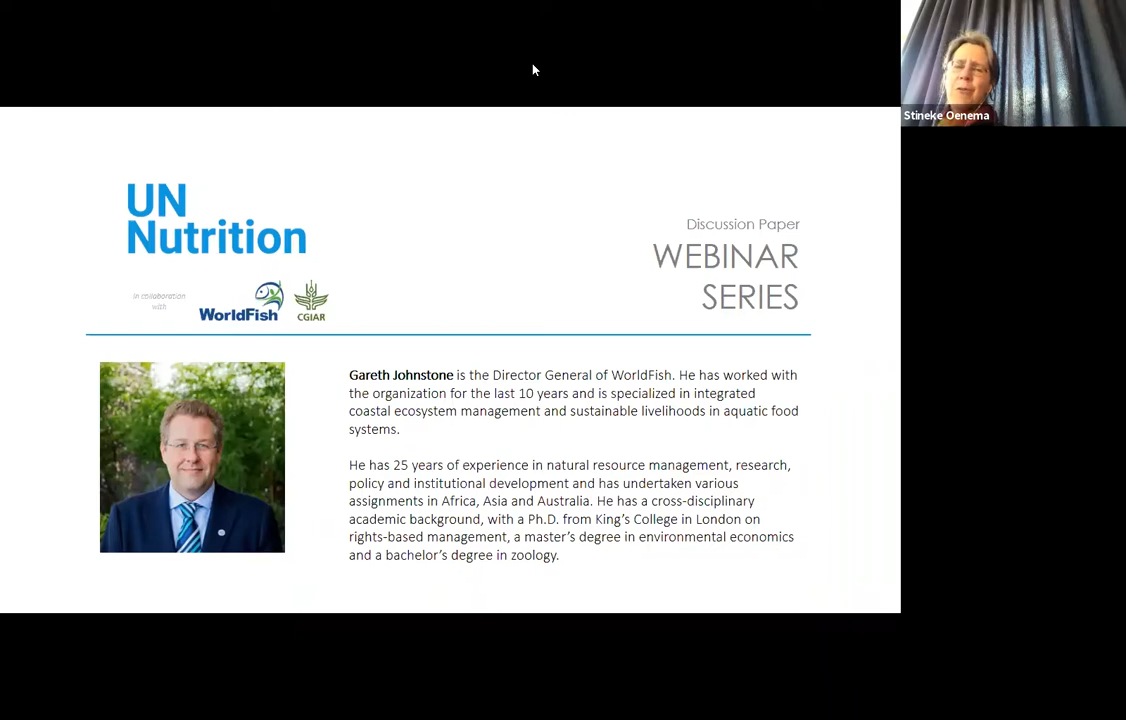 Stineke Oenema
UN
Nutrition
Discussion Paper
WEBINAR
SERIES
in collaboration
with
WorldFish
CGIAR
Gareth Johnstone is the Director General of WorldFish. He has worked with
the organization for the last 10 years and is specialized in integrated
coastal ecosystem management and sustainable livelihoods in aquatic food
systems.
He has 25 years of experience in natural resource management, research,
policy and institutional development and has undertaken various
assignments in Africa, Asia and Australia. He has a cross-disciplinary
academic background, with a Ph.D. from King’s College in London on
rights-based management, a master’s degree in environmental economics
and a bachelor’s degree in zoology.